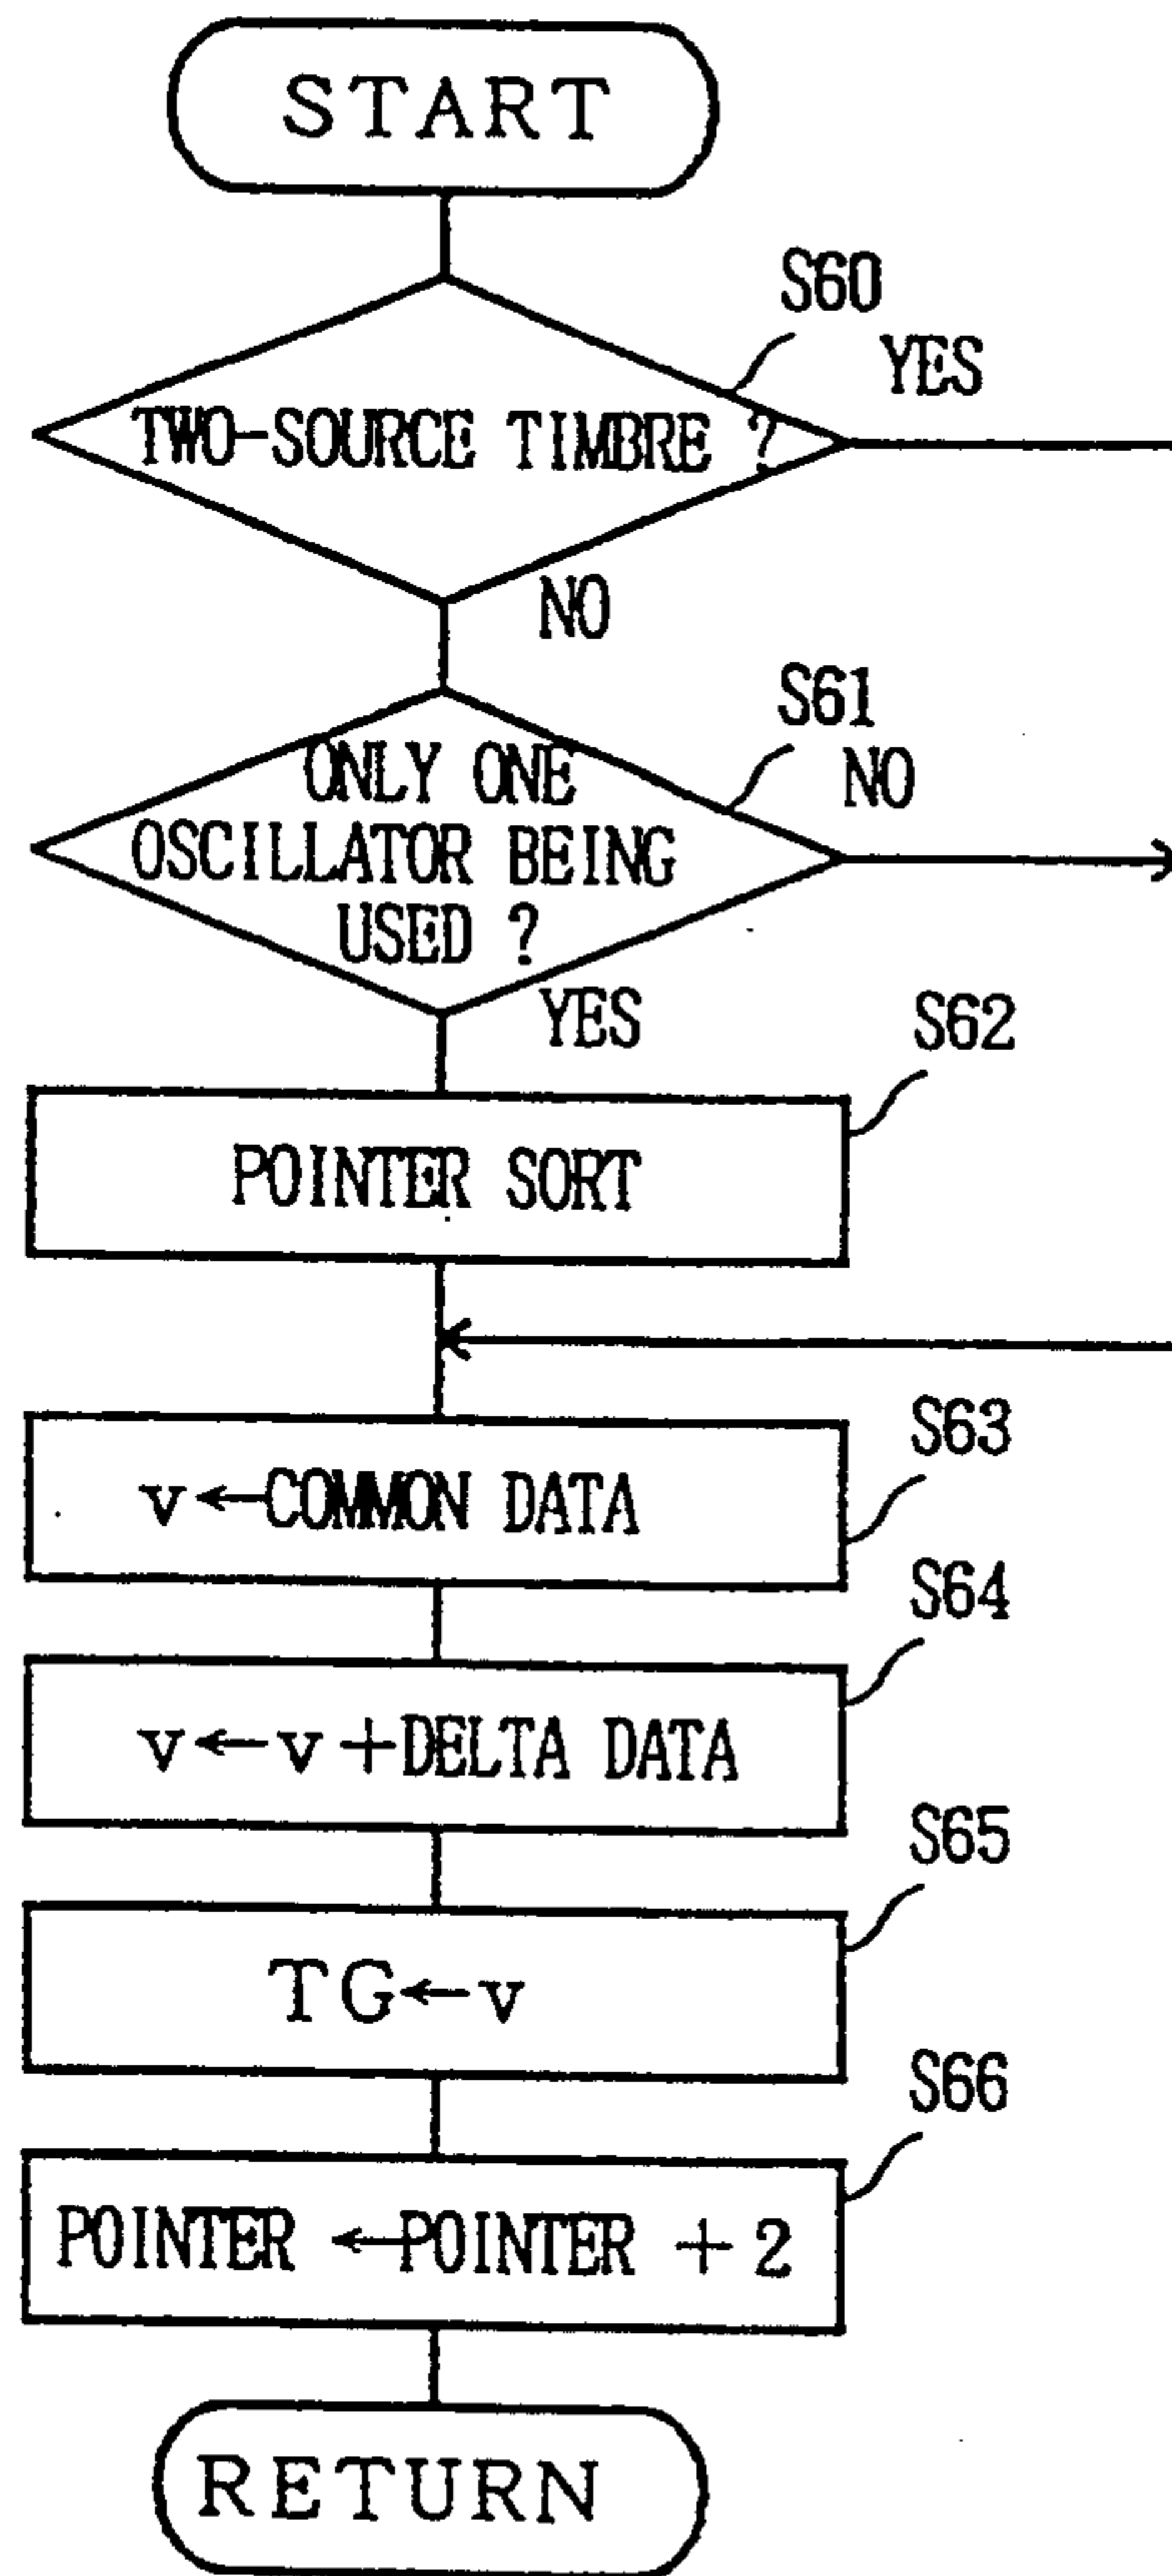 START
S60
YES
TWO-SOURCE TIMBRE ?
NO
S61
NO
ONLY ONE
OSCILLATOR BEING
USED ?
YES
S62
POINTER SORT
S63
v←COMMON DATA
S64
v←v+DELTA DATA
S65
TG←v
S66
POINTER ←POINTER +2
RETURN